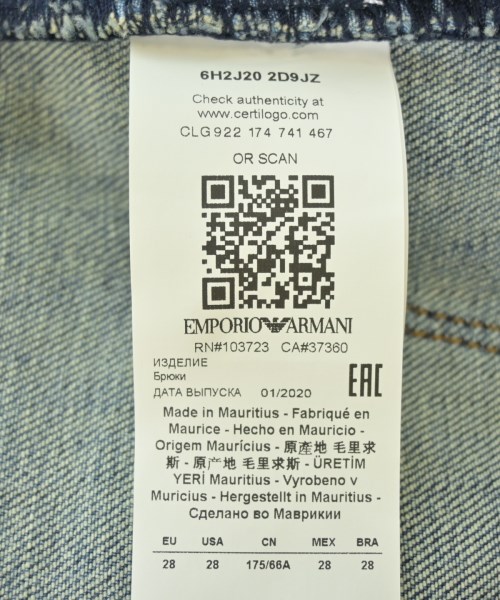 6H2J20 2D9JZ
Check authenticity at
www.certilogo.com
CLG 922 174 741 467
OR SCAN
EMPORIO ARMANI
RN#103723 CA#37360
ИЗДЕЛИЕ
Брюки
ДАТА ВЫПУСКА 01/2020
EAC
Made in Mauritius - Fabriqué en
Maurice - Hecho en Mauricio -
Origem Maurícius - 原產地 毛里求
斯 - 原产地 毛里求斯 - ÜRETİM
YERİ Mauritius - Vyrobeno v
Muricius - Hergestellt in Mauritius -
Сделано во Маврикии
EU USA CN MEX BRA
28 28 175/66A 28 28